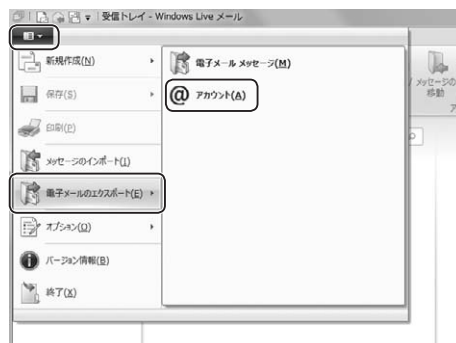 受信トレイ - Windows Live メール
新規作成(N)
保存(S)
印刷(P)
メッセージのインポート(I)
電子メールのエクスポート(E)
オプション(O)
バージョン情報(B)
終了(X)
電子メール メッセージ(M)
アカウント(A)
メッセージの
移動